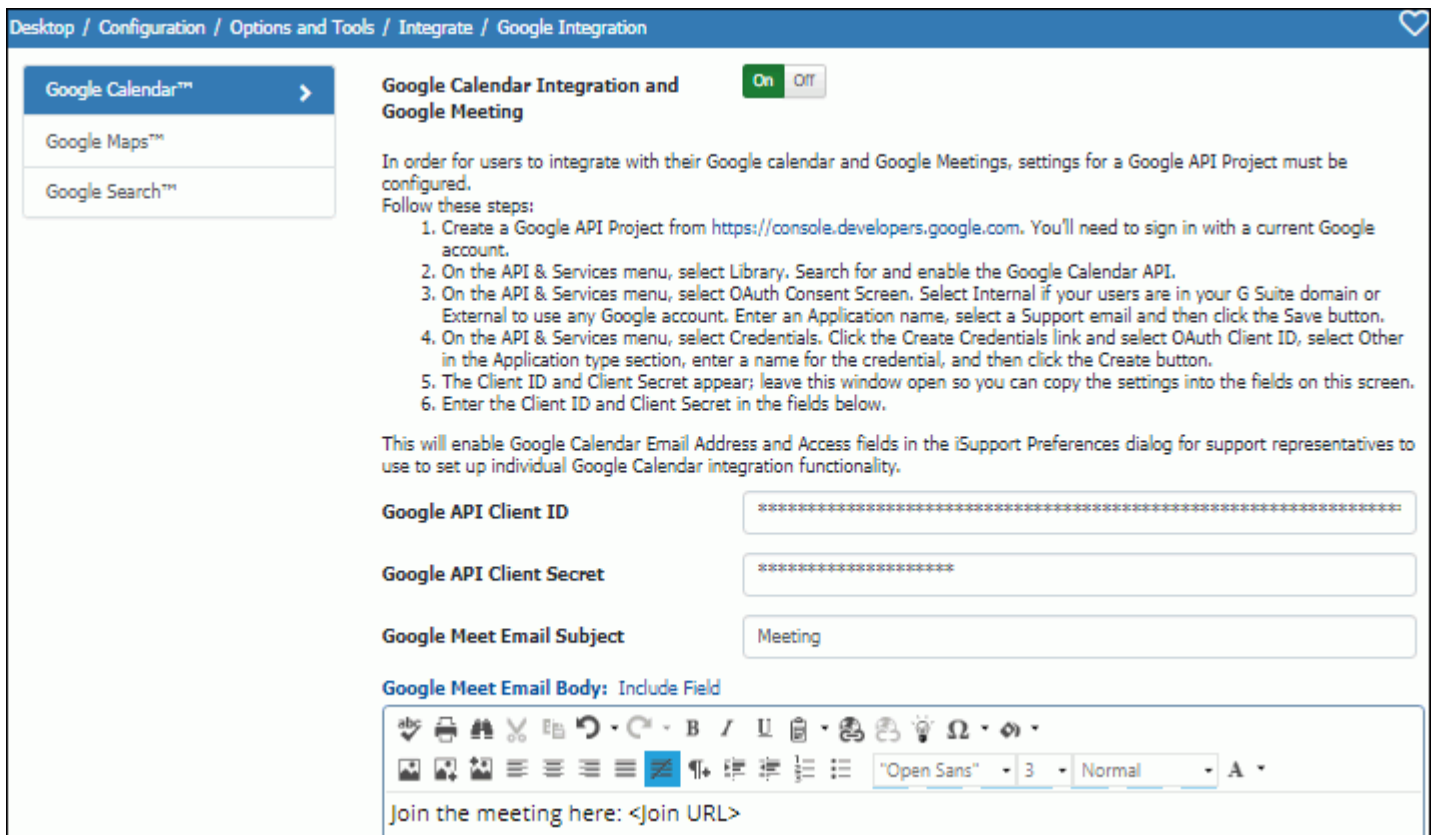 Desktop / Configuration / Options and Tools / Integrate / Google Integration
Google Calendar™
Google Maps™
Google Search™
Google Calendar Integration and
Google Meeting
On Off
In order for users to integrate with their Google calendar and Google Meetings, settings for a Google API Project must be
configured.
Follow these steps:
1. Create a Google API Project from https://console.developers.google.com. You'll need to sign in with a current Google
account.
2. On the API & Services menu, select Library. Search for and enable the Google Calendar API.
3. On the API & Services menu, select OAuth Consent Screen. Select Internal if your users are in your G Suite domain or
External to use any Google account. Enter an Application name, select a Support email and then click the Save button.
4. On the API & Services menu, select Credentials. Click the Create Credentials link and select OAuth Client ID, select Other
in the Application type section, enter a name for the credential, and then click the Create button.
5. The Client ID and Client Secret appear; leave this window open so you can copy the settings into the fields on this screen.
6. Enter the Client ID and Client Secret in the fields below.
This will enable Google Calendar Email Address and Access fields in the iSupport Preferences dialog for support representatives to
use to set up individual Google Calendar integration functionality.
Google API Client ID
Google API Client Secret
Google Meet Email Subject
Meeting
Google Meet Email Body: Include Field
abc B I U Ω
"Open Sans" 3 Normal A
Join the meeting here: <Join URL>